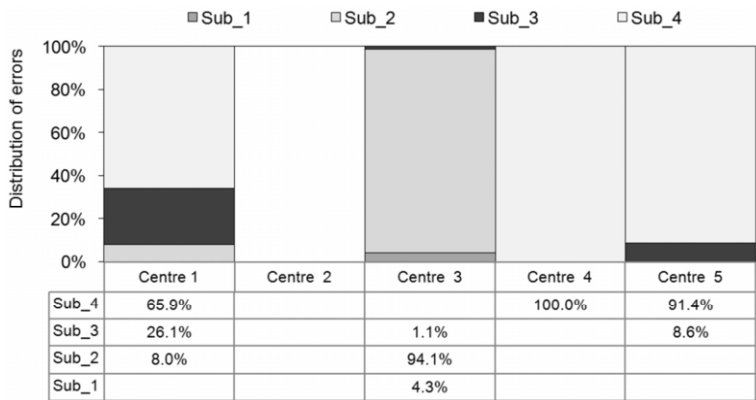 Sub_1 Sub_2 Sub_3 Sub_4
Distribution of errors
100%
80%
60%
40%
20%
0%
Centre 1 Centre 2 Centre 3 Centre 4 Centre 5
Sub_4 65.9% 100.0% 91.4%
Sub_3 26.1% 1.1% 8.6%
Sub_2 8.0% 94.1%
Sub_1 4.3%